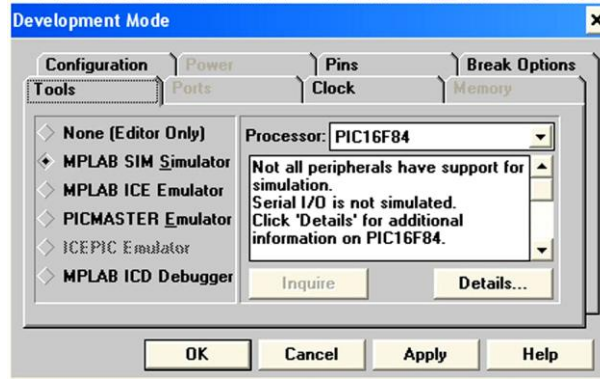 Development Mode
Configuration Power Pins Break Options
Tools Ports Clock Memory
None (Editor Only)
MPLAB SIM Simulator
MPLAB ICE Emulator
PICMASTER Emulator
ICEPIC Emulator
MPLAB ICD Debugger
Processor: PIC16F84
Not all peripherals have support for
simulation.
Serial I/O is not simulated.
Click 'Details' for additional
information on PIC16F84.
Inquire Details...
OK Cancel Apply Help